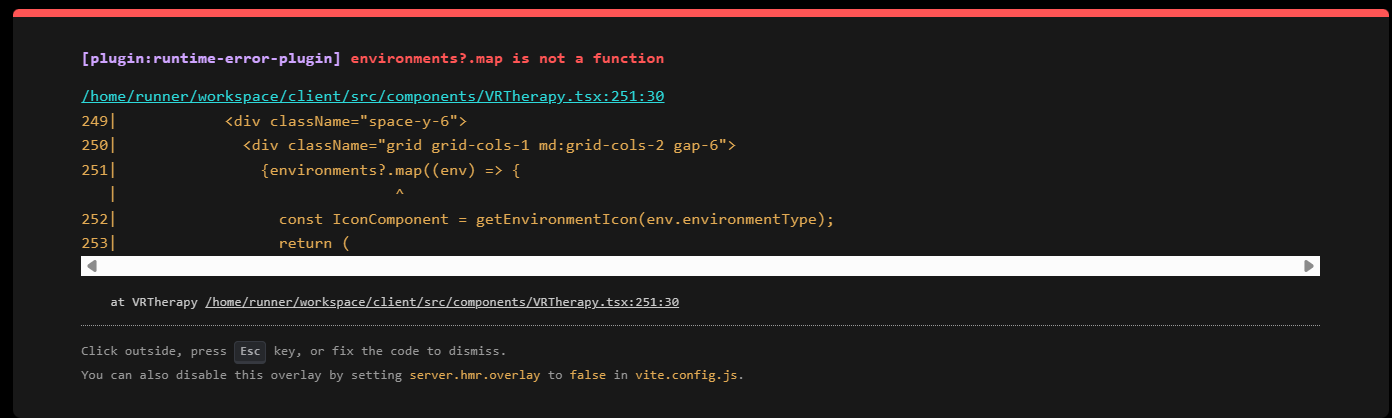 [plugin:runtime-error-plugin] environments?.map is not a function
/home/runner/workspace/client/src/components/VRTherapy.tsx:251:30
249|            <div className="space-y-6">
250|              <div className="grid grid-cols-1 md:grid-cols-2 gap-6">
251|                {environments?.map((env) => {
   |                               ^
252|                  const IconComponent = getEnvironmentIcon(env.environmentType);
253|                  return (
at VRTherapy /home/runner/workspace/client/src/components/VRTherapy.tsx:251:30
Click outside, press Esc key, or fix the code to dismiss.
You can also disable this overlay by setting server.hmr.overlay to false in vite.config.js.